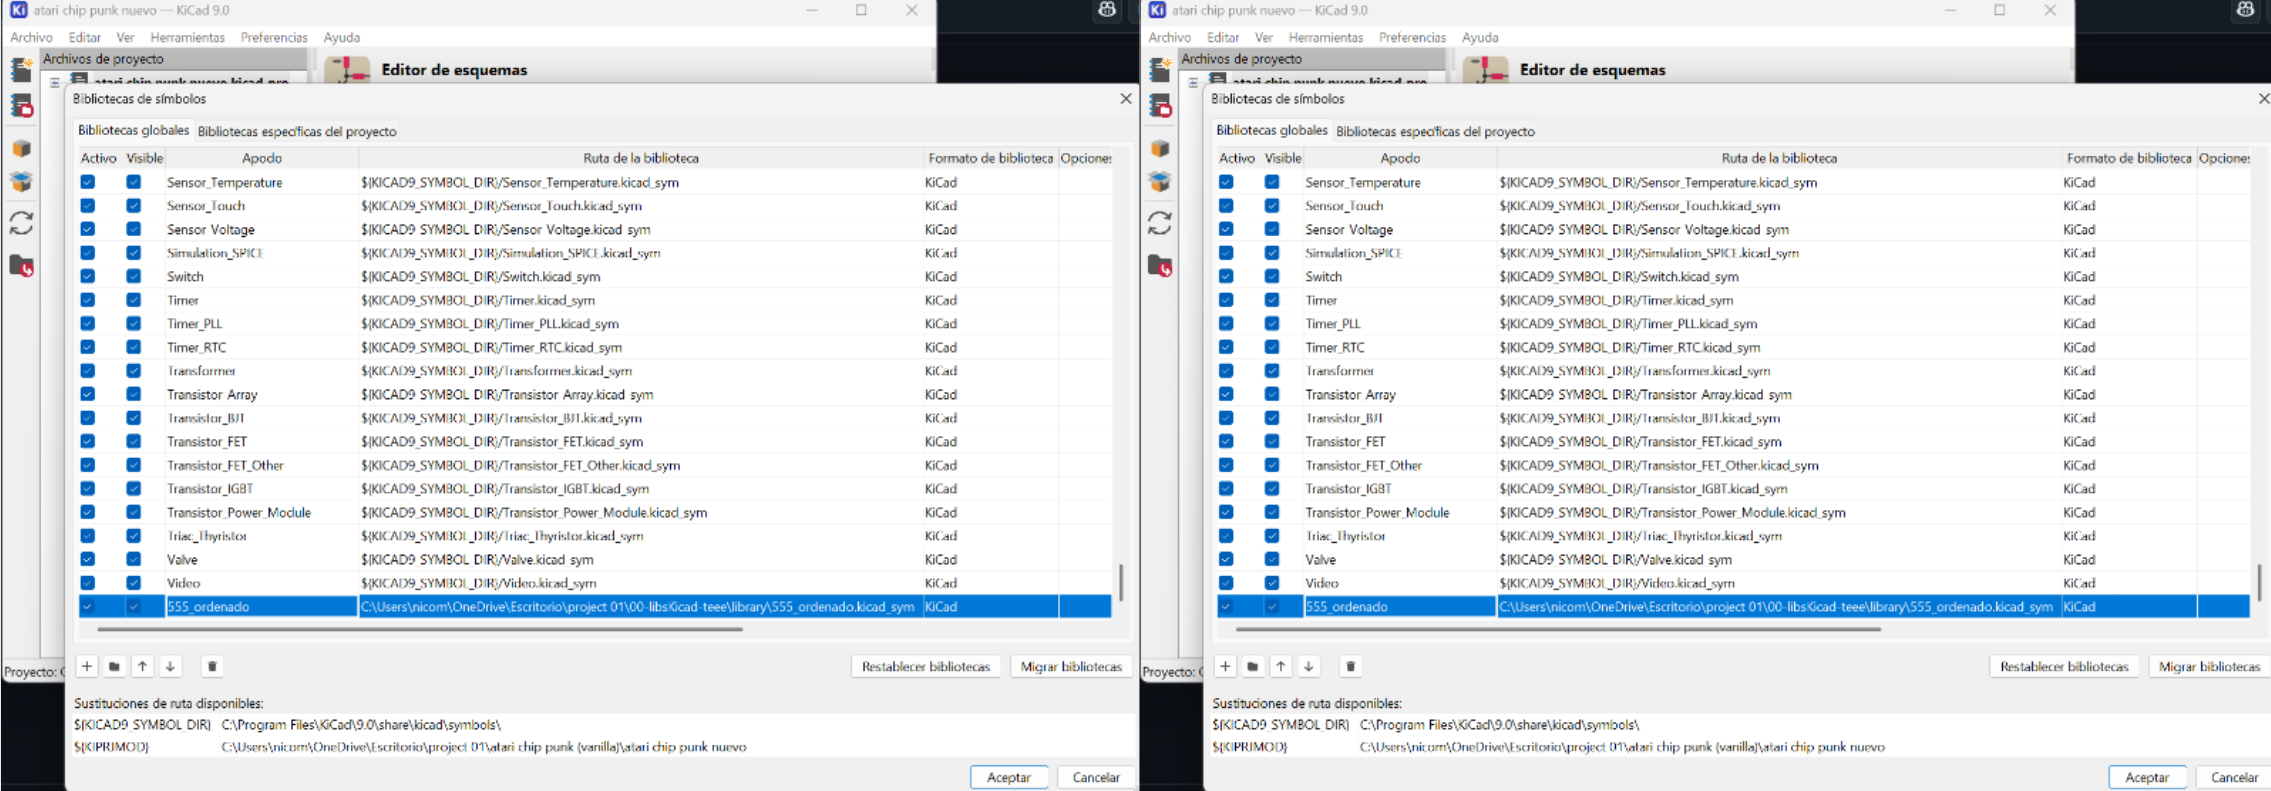 atari chip punk nuevo — KiCad 9.0
Archivo Editar Ver Herramientas Preferencias Ayuda
Archivos de proyecto
Editor de esquemas
Bibliotecas de símbolos
Bibliotecas globales Bibliotecas específicas del proyecto
Activo Visible Apodo Ruta de la biblioteca Formato de biblioteca Opciones
Sensor_Temperature ${KICAD9_SYMBOL_DIR}/Sensor_Temperature.kicad_sym KiCad
Sensor_Touch ${KICAD9_SYMBOL_DIR}/Sensor_Touch.kicad_sym KiCad
Sensor_Voltage ${KICAD9_SYMBOL_DIR}/Sensor_Voltage.kicad_sym KiCad
Simulation_SPICE ${KICAD9_SYMBOL_DIR}/Simulation_SPICE.kicad_sym KiCad
Switch ${KICAD9_SYMBOL_DIR}/Switch.kicad_sym KiCad
Timer ${KICAD9_SYMBOL_DIR}/Timer.kicad_sym KiCad
Timer_PLL ${KICAD9_SYMBOL_DIR}/Timer_PLL.kicad_sym KiCad
Timer_RTC ${KICAD9_SYMBOL_DIR}/Timer_RTC.kicad_sym KiCad
Transformer ${KICAD9_SYMBOL_DIR}/Transformer.kicad_sym KiCad
Transistor_Array ${KICAD9_SYMBOL_DIR}/Transistor_Array.kicad_sym KiCad
Transistor_BJT ${KICAD9_SYMBOL_DIR}/Transistor_BJT.kicad_sym KiCad
Transistor_FET ${KICAD9_SYMBOL_DIR}/Transistor_FET.kicad_sym KiCad
Transistor_FET_Other ${KICAD9_SYMBOL_DIR}/Transistor_FET_Other.kicad_sym KiCad
Transistor_IGBT ${KICAD9_SYMBOL_DIR}/Transistor_IGBT.kicad_sym KiCad
Transistor_Power_Module ${KICAD9_SYMBOL_DIR}/Transistor_Power_Module.kicad_sym KiCad
Triac_Thyristor ${KICAD9_SYMBOL_DIR}/Triac_Thyristor.kicad_sym KiCad
Valve ${KICAD9_SYMBOL_DIR}/Valve.kicad_sym KiCad
Video ${KICAD9_SYMBOL_DIR}/Video.kicad_sym KiCad
555_ordenado C:\Users\nicom\OneDrive\Escritorio\project 01\00-libsKicad-teee\library\555_ordenado.kicad_sym KiCad
Restablecer bibliotecas Migrar bibliotecas
Proyecto:
Sustituciones de ruta disponibles:
${KICAD9_SYMBOL_DIR} C:\Program Files\KiCad\9.0\share\kicad\symbols\
${KIPRJMOD} C:\Users\nicom\OneDrive\Escritorio\project 01\atari chip punk (vanilla)\atari chip punk nuevo
Aceptar Cancelar
atari chip punk nuevo — KiCad 9.0
Archivo Editar Ver Herramientas Preferencias Ayuda
Archivos de proyecto
Editor de esquemas
Bibliotecas de símbolos
Bibliotecas globales Bibliotecas específicas del proyecto
Activo Visible Apodo Ruta de la biblioteca Formato de biblioteca Opciones
Sensor_Temperature ${KICAD9_SYMBOL_DIR}/Sensor_Temperature.kicad_sym KiCad
Sensor_Touch ${KICAD9_SYMBOL_DIR}/Sensor_Touch.kicad_sym KiCad
Sensor_Voltage ${KICAD9_SYMBOL_DIR}/Sensor_Voltage.kicad_sym KiCad
Simulation_SPICE ${KICAD9_SYMBOL_DIR}/Simulation_SPICE.kicad_sym KiCad
Switch ${KICAD9_SYMBOL_DIR}/Switch.kicad_sym KiCad
Timer ${KICAD9_SYMBOL_DIR}/Timer.kicad_sym KiCad
Timer_PLL ${KICAD9_SYMBOL_DIR}/Timer_PLL.kicad_sym KiCad
Timer_RTC ${KICAD9_SYMBOL_DIR}/Timer_RTC.kicad_sym KiCad
Transformer ${KICAD9_SYMBOL_DIR}/Transformer.kicad_sym KiCad
Transistor_Array ${KICAD9_SYMBOL_DIR}/Transistor_Array.kicad_sym KiCad
Transistor_BJT ${KICAD9_SYMBOL_DIR}/Transistor_BJT.kicad_sym KiCad
Transistor_FET ${KICAD9_SYMBOL_DIR}/Transistor_FET.kicad_sym KiCad
Transistor_FET_Other ${KICAD9_SYMBOL_DIR}/Transistor_FET_Other.kicad_sym KiCad
Transistor_IGBT ${KICAD9_SYMBOL_DIR}/Transistor_IGBT.kicad_sym KiCad
Transistor_Power_Module ${KICAD9_SYMBOL_DIR}/Transistor_Power_Module.kicad_sym KiCad
Triac_Thyristor ${KICAD9_SYMBOL_DIR}/Triac_Thyristor.kicad_sym KiCad
Valve ${KICAD9_SYMBOL_DIR}/Valve.kicad_sym KiCad
Video ${KICAD9_SYMBOL_DIR}/Video.kicad_sym KiCad
555_ordenado C:\Users\nicom\OneDrive\Escritorio\project 01\00-libsKicad-teee\library\555_ordenado.kicad_sym KiCad
Restablecer bibliotecas Migrar bibliotecas
Proyecto:
Sustituciones de ruta disponibles:
${KICAD9_SYMBOL_DIR} C:\Program Files\KiCad\9.0\share\kicad\symbols\
${KIPRJMOD} C:\Users\nicom\OneDrive\Escritorio\project 01\atari chip punk (vanilla)\atari chip punk nuevo
Aceptar Cancelar